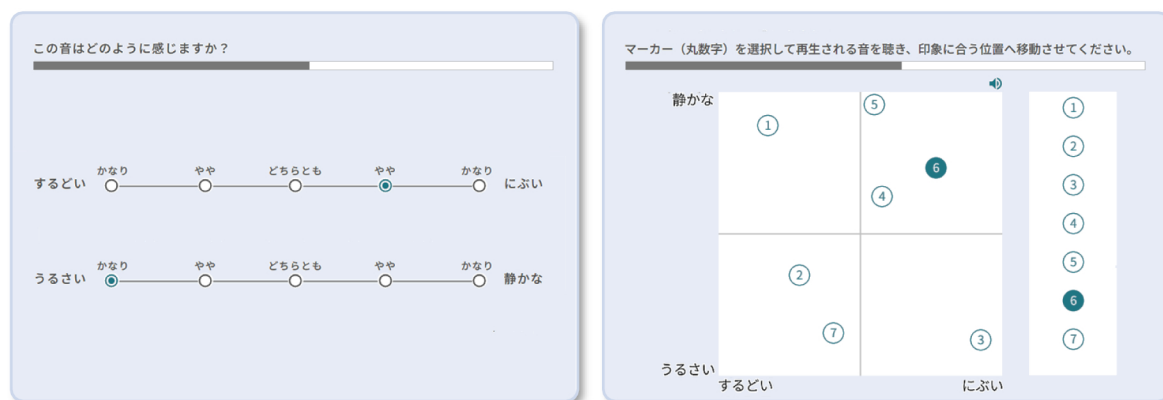 この音はどのように感じますか？
かなり やや どちらとも やや かなり
するどい にぶい
かなり やや どちらとも やや かなり
うるさい 静かな
マーカー（丸数字）を選択して再生される音を聴き、印象に合う位置へ移動させてください。
静かな
うるさい
するどい にぶい
① ⑤ ⑥ ④ ② ⑦ ③
①
②
③
④
⑤
⑥
⑦